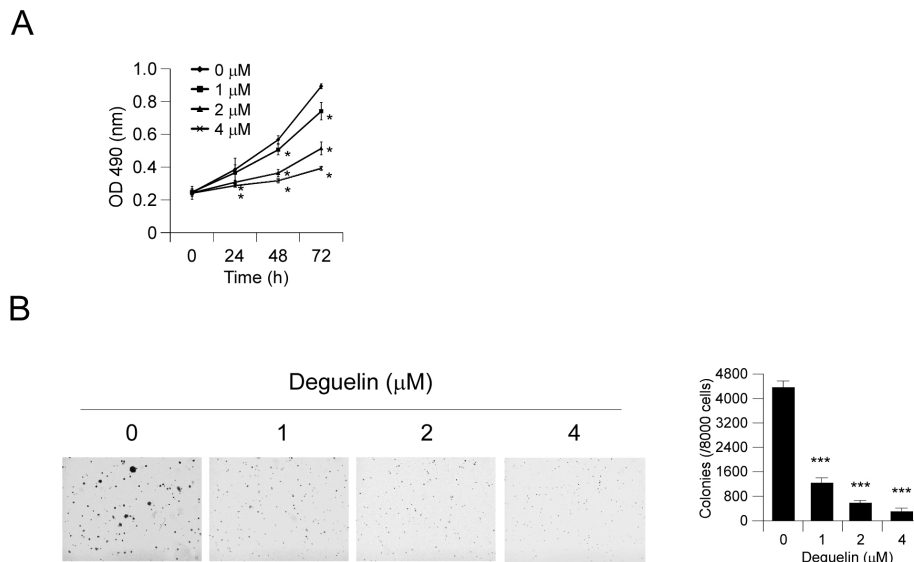 A
1.0
0.8
0.6
0.4
0.2
0
OD 490 (nm)
0 μM
1 μM
2 μM
4 μM
*
*
*
*
*
*
*
*
0 24 48 72
Time (h)
B
Deguelin (μM)
0 1 2 4
4800
4000
3200
2400
1600
800
0
Colonies (/8000 cells)
***
***
***
0 1 2 4
Deguelin (μM)